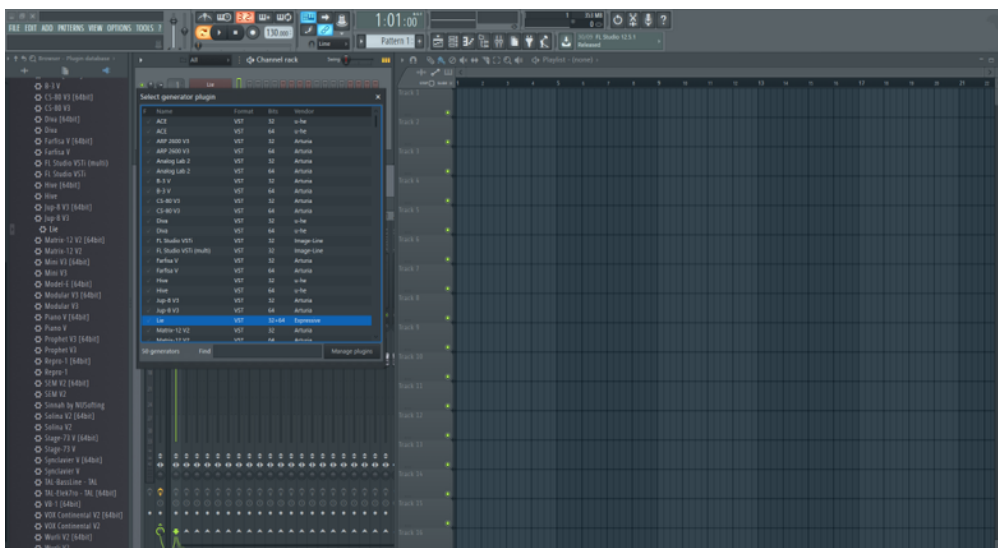 FILE EDIT ADD PATTERNS VIEW OPTIONS TOOLS ?
130.000
Line
1:01:00
Pattern 1
Released
Browser - Plugin database
All
Channel rack
Swing
Playlist - (none)
B-3 V
CS-80 V3 [64bit]
CS-80 V3
Diva [64bit]
Diva
Farfisa V [64bit]
Farfisa V
FL Studio VSTi (multi)
FL Studio VSTi
Hive [64bit]
Hive
Jup-8 V3 [64bit]
Jup-8 V3
Lie
Matrix-12 V2 [64bit]
Matrix-12 V2
Mini V3 [64bit]
Mini V3
Model-E [64bit]
Modular V3 [64bit]
Modular V3
Piano V [64bit]
Piano V
Prophet V3 [64bit]
Prophet V3
Repro-1 [64bit]
Repro-1
SEM V2 [64bit]
SEM V2
Sinnah by NUSofting
Solina V2 [64bit]
Solina V2
Stage-73 V [64bit]
Stage-73 V
Synclavier V [64bit]
Synclavier V
TAL-BassLine - TAL
TAL-Elek7ro - TAL [64bit]
VB-1 [64bit]
VOX Continental V2 [64bit]
VOX Continental V2
Wurli V2 [64bit]
Wurli V2
Lie
Select generator plugin
Name Format Bits Vendor
ACE VST 32 u-he
ACE VST 64 u-he
ARP 2600 V3 VST 32 Arturia
ARP 2600 V3 VST 64 Arturia
Analog Lab 2 VST 32 Arturia
Analog Lab 2 VST 64 Arturia
B-3 V VST 32 Arturia
B-3 V VST 64 Arturia
CS-80 V3 VST 32 Arturia
CS-80 V3 VST 64 Arturia
Diva VST 32 u-he
Diva VST 64 u-he
FL Studio VSTi VST 32 Image-Line
FL Studio VSTi (multi) VST 32 Image-Line
Farfisa V VST 32 Arturia
Farfisa V VST 64 Arturia
Hive VST 32 u-he
Hive VST 64 u-he
Jup-8 V3 VST 32 Arturia
Jup-8 V3 VST 64 Arturia
Lie VST 32+64 Expressive
Matrix-12 V2 VST 32 Arturia
Matrix-12 V2 VST 64 Arturia
50 generators Find Manage plugins
Track 2
Track 3
Track 4
Track 5
Track 6
Track 7
Track 8
Track 9
Track 10
Track 11
Track 12
Track 13
Track 14
Track 15
Track 16